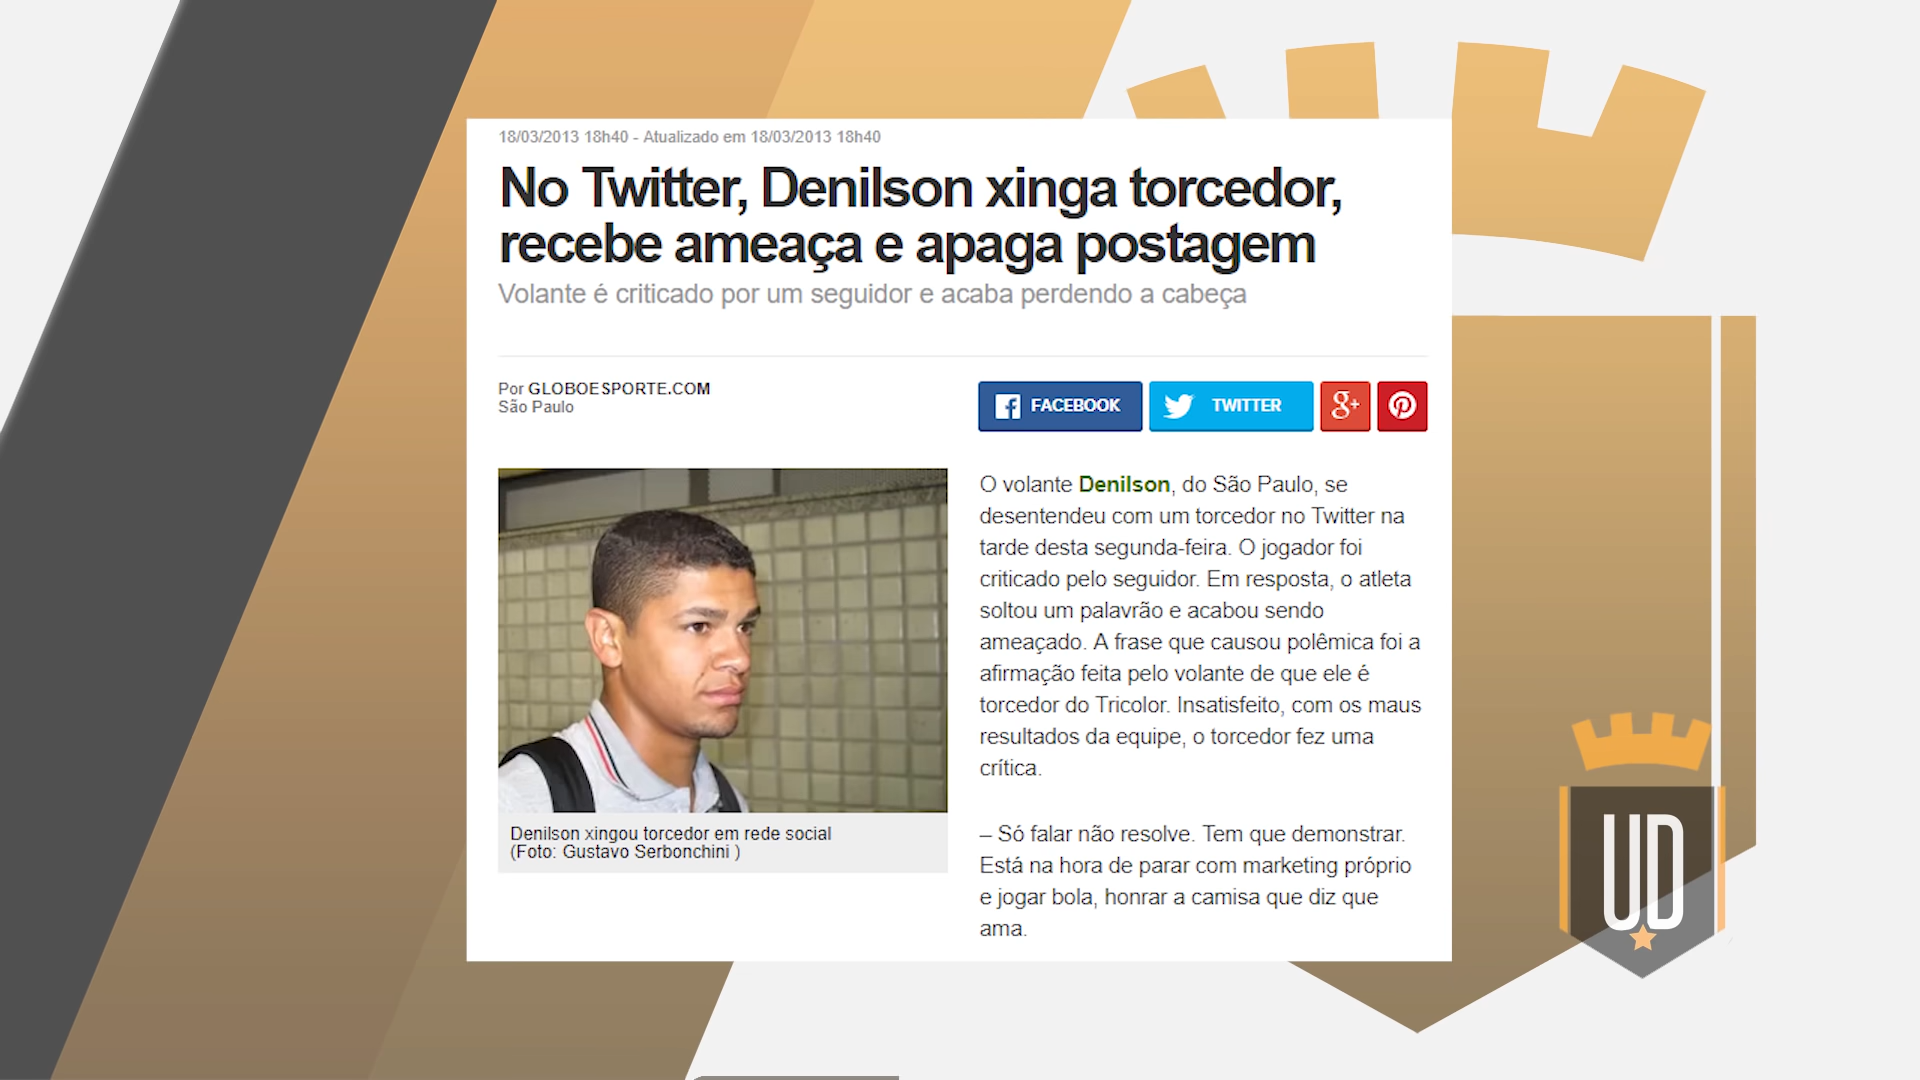 18/03/2013 18h40 - Atualizado em 18/03/2013 18h40
No Twitter, Denilson xinga torcedor,
recebe ameaça e apaga postagem
Volante é criticado por um seguidor e acaba perdendo a cabeça
Por GLOBOESPORTE.COM
São Paulo
FACEBOOK
TWITTER
g+
Denilson xingou torcedor em rede social
(Foto: Gustavo Serbonchini )
O volante Denilson, do São Paulo, se
desentendeu com um torcedor no Twitter na
tarde desta segunda-feira. O jogador foi
criticado pelo seguidor. Em resposta, o atleta
soltou um palavrão e acabou sendo
ameaçado. A frase que causou polêmica foi a
afirmação feita pelo volante de que ele é
torcedor do Tricolor. Insatisfeito, com os maus
resultados da equipe, o torcedor fez uma
crítica.
– Só falar não resolve. Tem que demonstrar.
Está na hora de parar com marketing próprio
e jogar bola, honrar a camisa que diz que
ama.
UD